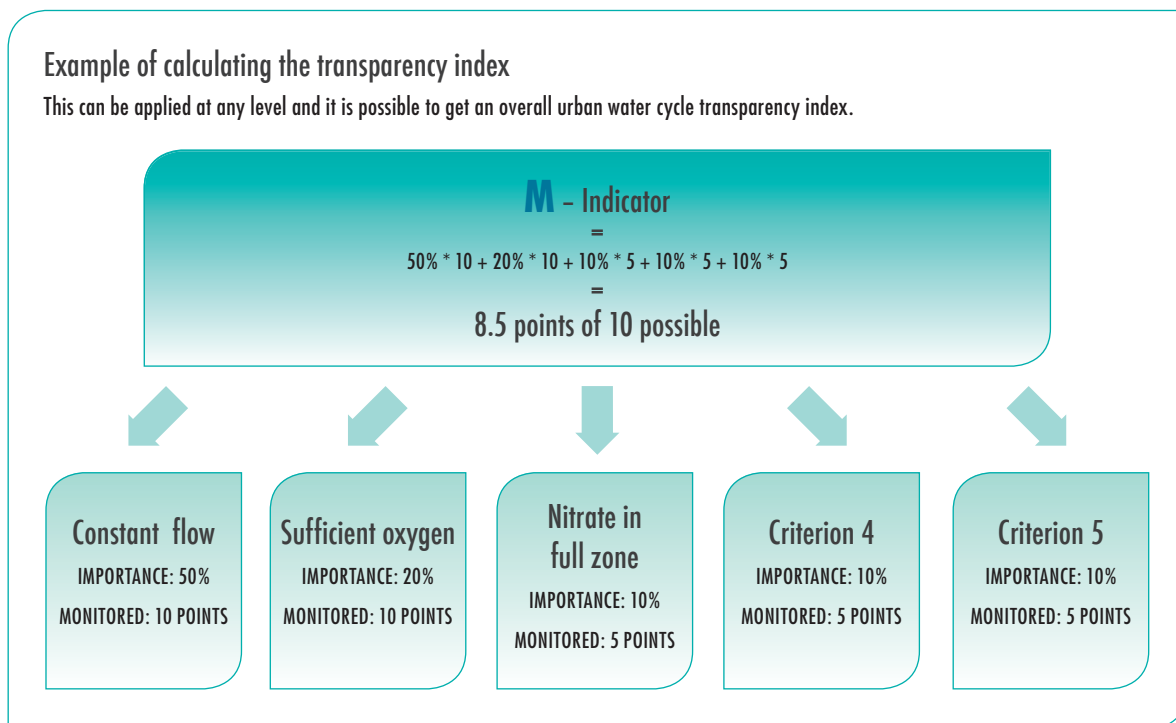 Example of calculating the transparency index
This can be applied at any level and it is possible to get an overall urban water cycle transparency index.
M – Indicator
=
50% * 10 + 20% * 10 + 10% * 5 + 10% * 5 + 10% * 5
=
8.5 points of 10 possible
Constant flow
IMPORTANCE: 50%
MONITORED: 10 POINTS
Sufficient oxygen
IMPORTANCE: 20%
MONITORED: 10 POINTS
Nitrate in
full zone
IMPORTANCE: 10%
MONITORED: 5 POINTS
Criterion 4
IMPORTANCE: 10%
MONITORED: 5 POINTS
Criterion 5
IMPORTANCE: 10%
MONITORED: 5 POINTS